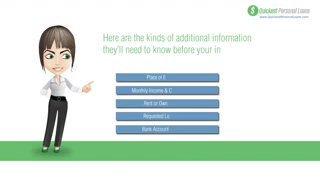 Quickest Personal Loans
www.QuickestPersonalLoans.com
Here are the kinds of additional information
they'll need to know before your in
Place of E
Monthly Income & C
Rent or Own
Requested Lo
Bank Account